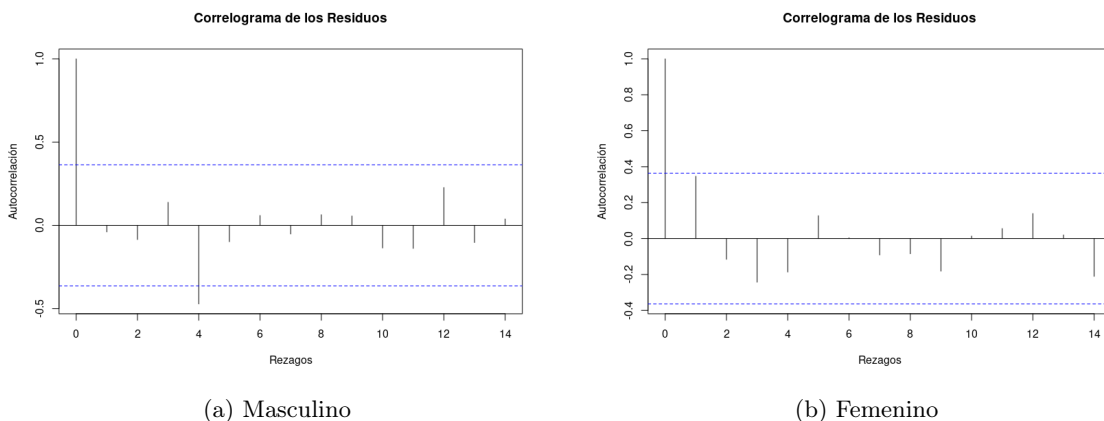 Correlograma de los Residuos
Autocorrelación
1.0
0.5
0.0
-0.5
0 2 4 6 8 10 12 14
Rezagos
(a) Masculino
Correlograma de los Residuos
Autocorrelación
1.0
0.8
0.6
0.4
0.2
0.0
-0.2
-0.4
0 2 4 6 8 10 12 14
Rezagos
(b) Femenino